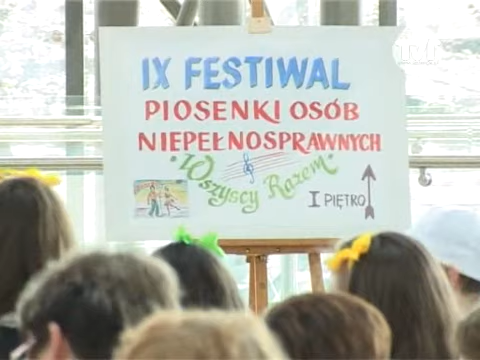 IX FESTIWAL
PIOSENKI OSÓB
NIEPEŁNOSPRAWNYCH
"Wszyscy Razem"
I PIĘTRO